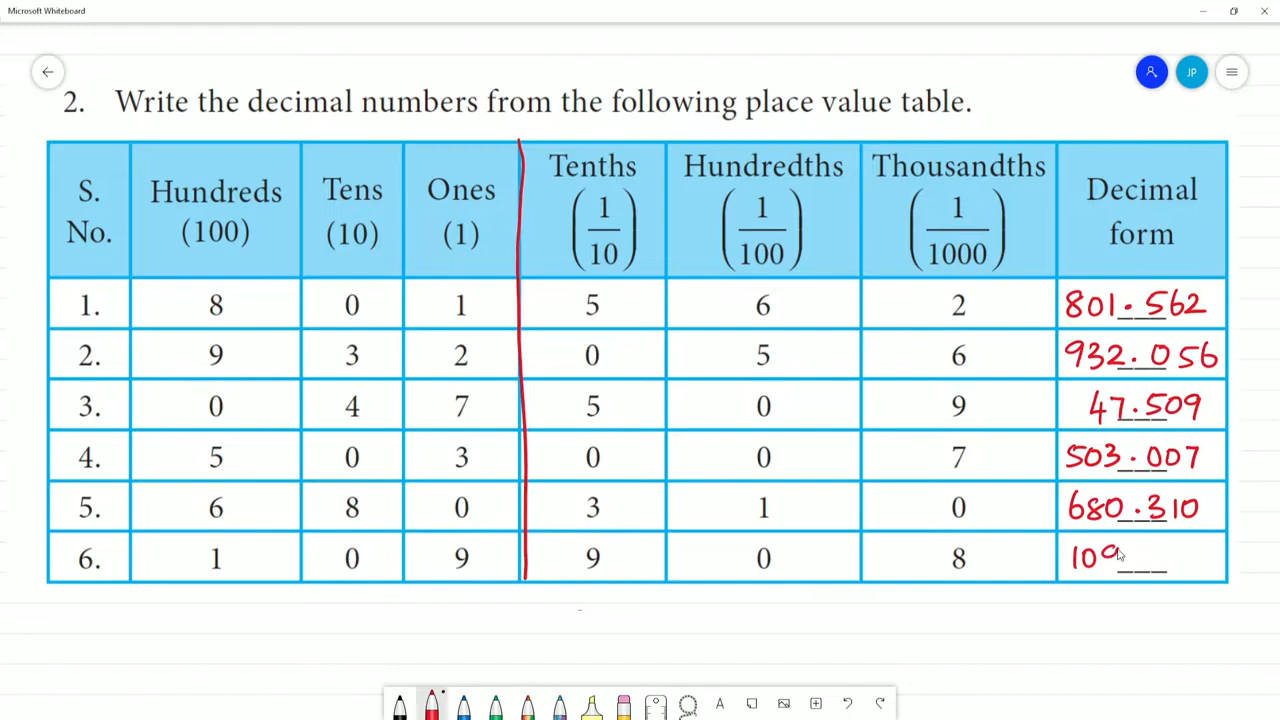 Microsoft Whiteboard
JP
2. Write the decimal numbers from the following place value table.
S. No. Hundreds (100) Tens (10) Ones (1) Tenths (1/10) Hundredths (1/100) Thousandths (1/1000) Decimal form
1. 8 0 1 5 6 2 801.562
2. 9 3 2 0 5 6 932.056
3. 0 4 7 5 0 9 47.509
4. 5 0 3 0 0 7 503.007
5. 6 8 0 3 1 0 680.310
6. 1 0 9 9 0 8 109___
A